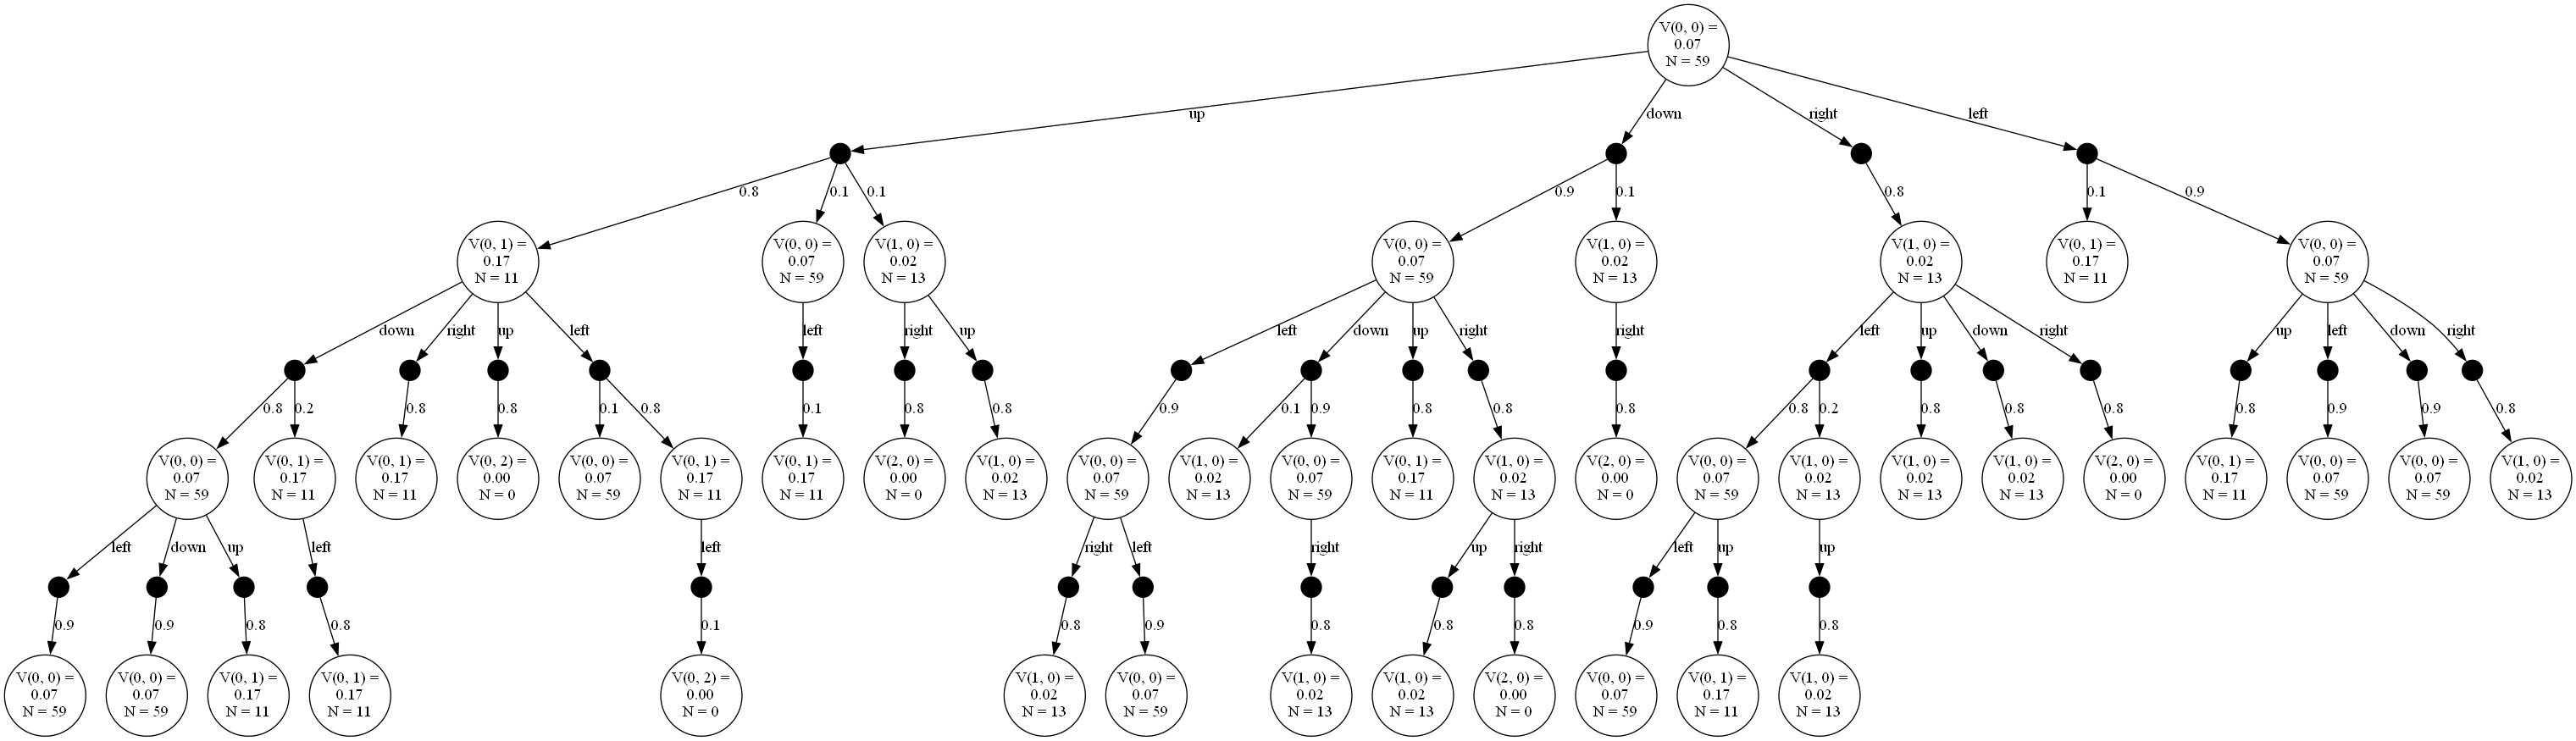 V(0, 0) =
0.07
N = 59
up
down
right
left
0.8
0.1
0.1
0.9
0.1
0.8
0.1
0.9
V(0, 1) =
0.17
N = 11
V(0, 0) =
0.07
N = 59
V(1, 0) =
0.02
N = 13
V(0, 0) =
0.07
N = 59
V(1, 0) =
0.02
N = 13
V(1, 0) =
0.02
N = 13
V(0, 1) =
0.17
N = 11
V(0, 0) =
0.07
N = 59
down
right
up
left
left
right
up
left
down
up
right
right
left
up
down
right
up
left
down
right
0.8
0.2
0.8
0.8
0.1
0.8
0.1
0.8
0.8
0.9
0.1
0.9
0.8
0.8
0.8
0.8
0.2
0.8
0.8
0.8
0.8
0.9
0.9
0.8
V(0, 0) =
0.07
N = 59
V(0, 1) =
0.17
N = 11
V(0, 1) =
0.17
N = 11
V(0, 2) =
0.00
N = 0
V(0, 0) =
0.07
N = 59
V(0, 1) =
0.17
N = 11
V(0, 1) =
0.17
N = 11
V(2, 0) =
0.00
N = 0
V(1, 0) =
0.02
N = 13
V(0, 0) =
0.07
N = 59
V(1, 0) =
0.02
N = 13
V(0, 0) =
0.07
N = 59
V(0, 1) =
0.17
N = 11
V(1, 0) =
0.02
N = 13
V(2, 0) =
0.00
N = 0
V(0, 0) =
0.07
N = 59
V(1, 0) =
0.02
N = 13
V(1, 0) =
0.02
N = 13
V(1, 0) =
0.02
N = 13
V(2, 0) =
0.00
N = 0
V(0, 1) =
0.17
N = 11
V(0, 0) =
0.07
N = 59
V(0, 0) =
0.07
N = 59
V(1, 0) =
0.02
N = 13
left
down
up
left
left
right
left
right
up
right
left
up
up
0.9
0.9
0.8
0.8
0.1
0.8
0.9
0.8
0.8
0.8
0.9
0.8
0.8
V(0, 0) =
0.07
N = 59
V(0, 0) =
0.07
N = 59
V(0, 1) =
0.17
N = 11
V(0, 1) =
0.17
N = 11
V(0, 2) =
0.00
N = 0
V(1, 0) =
0.02
N = 13
V(0, 0) =
0.07
N = 59
V(1, 0) =
0.02
N = 13
V(1, 0) =
0.02
N = 13
V(2, 0) =
0.00
N = 0
V(0, 0) =
0.07
N = 59
V(0, 1) =
0.17
N = 11
V(1, 0) =
0.02
N = 13